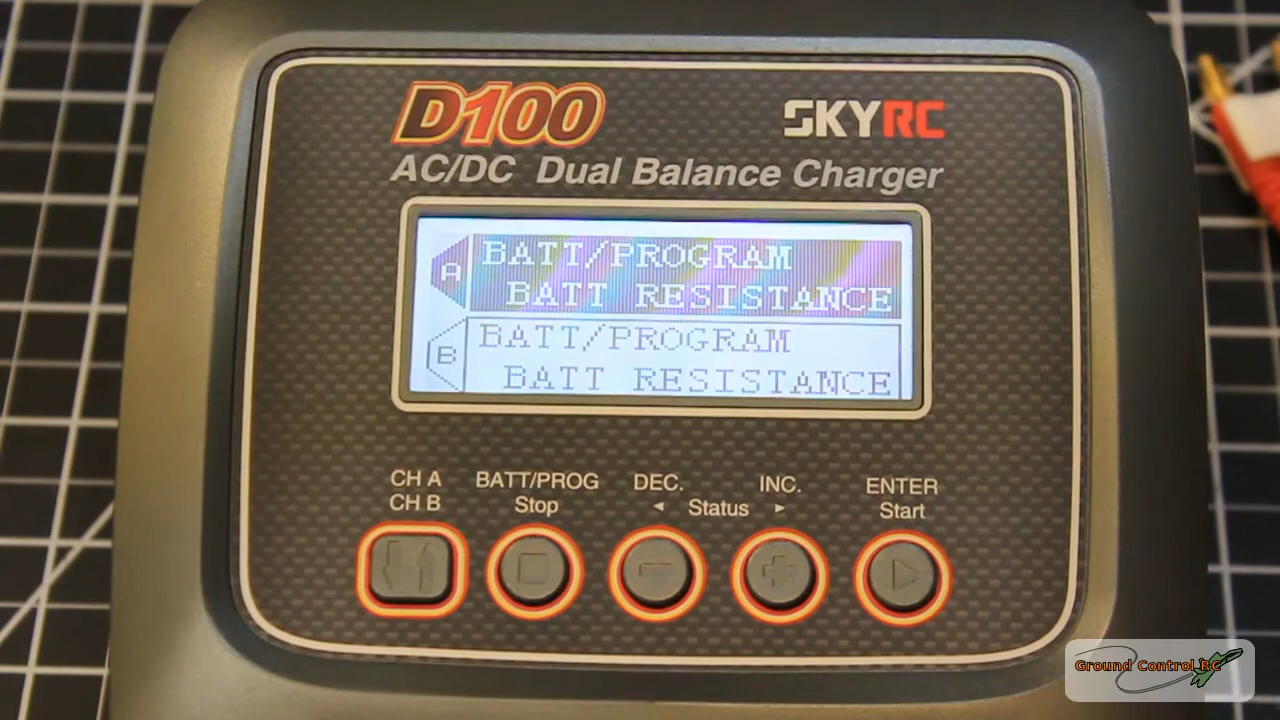 D100
SKYRC
AC/DC Dual Balance Charger
A
BATT/PROGRAM
BATT RESISTANCE
B
BATT/PROGRAM
BATT RESISTANCE
CH A
CH B
BATT/PROG
Stop
DEC.
INC.
◄ Status ►
ENTER
Start
Ground Control RC